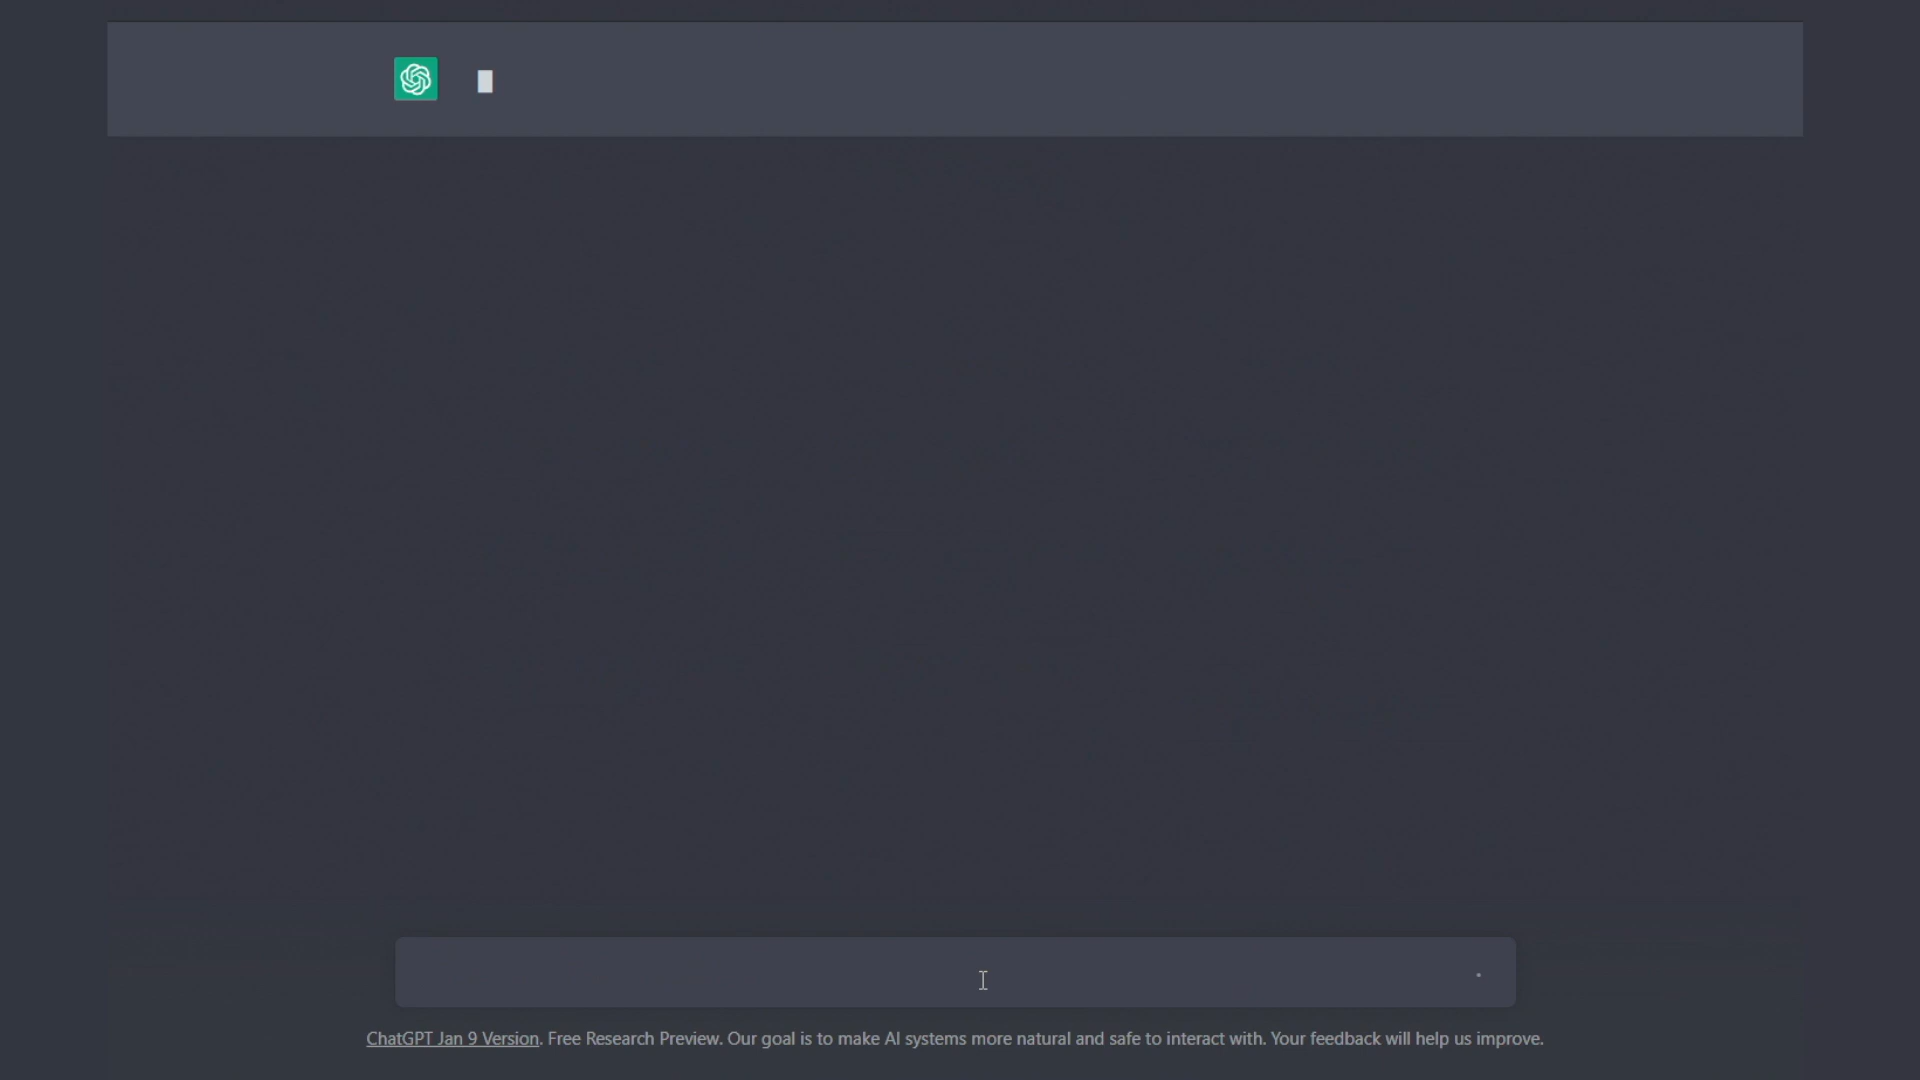 ChatGPT Jan 9 Version. Free Research Preview. Our goal is to make AI systems more natural and safe to interact with. Your feedback will help us improve.